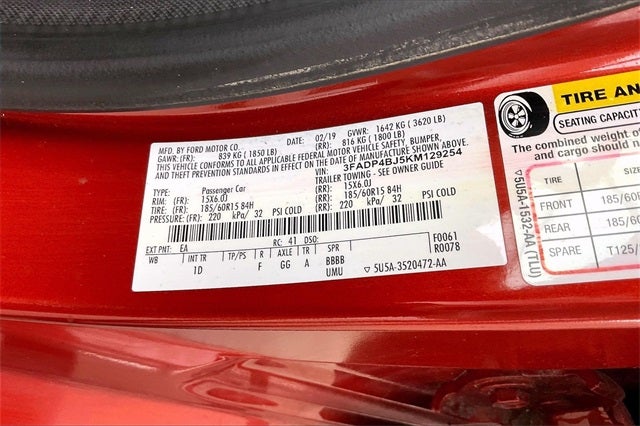 MFD. BY FORD MOTOR CO.
DATE: 02/19 GVWR: 1642 KG ( 3620 LB)
GAWR: (FR): 839 KG ( 1850 LB) (RR): 816 KG ( 1800 LB)
THIS VEHICLE CONFORMS TO ALL APPLICABLE FEDERAL MOTOR VEHICLE SAFETY, BUMPER,
AND THEFT PREVENTION STANDARDS IN EFFECT ON THE DATE OF MANUFACTURE SHOWN ABOVE.
VIN: 3FADP4BJ5KM129254
TYPE: Passenger Car TRAILER TOWING - SEE OWNER GUIDE
RIM: (FR): 15X6.0J (RR): 15X6.0J
TIRE: (FR): 185/60R15 84H (RR): 185/60R15 84H
PRESSURE: (FR): 220 kPa/ 32 PSI COLD (RR): 220 kPa/ 32 PSI COLD
EXT PNT: EA RC: 41 DSO: F0061
WB INT TR TP/PS R AXLE TR SPR R0078
1D F GG A BBBB
UMU ▽ 5U5A-3520472-AA
TIRE AN
SEATING CAPACIT
The combined weight of
and cargo should n
TIRE
FRONT 185/60
REAR 185/60
SPARE T125/
▽ 5U5A-1532-AA (TLU)